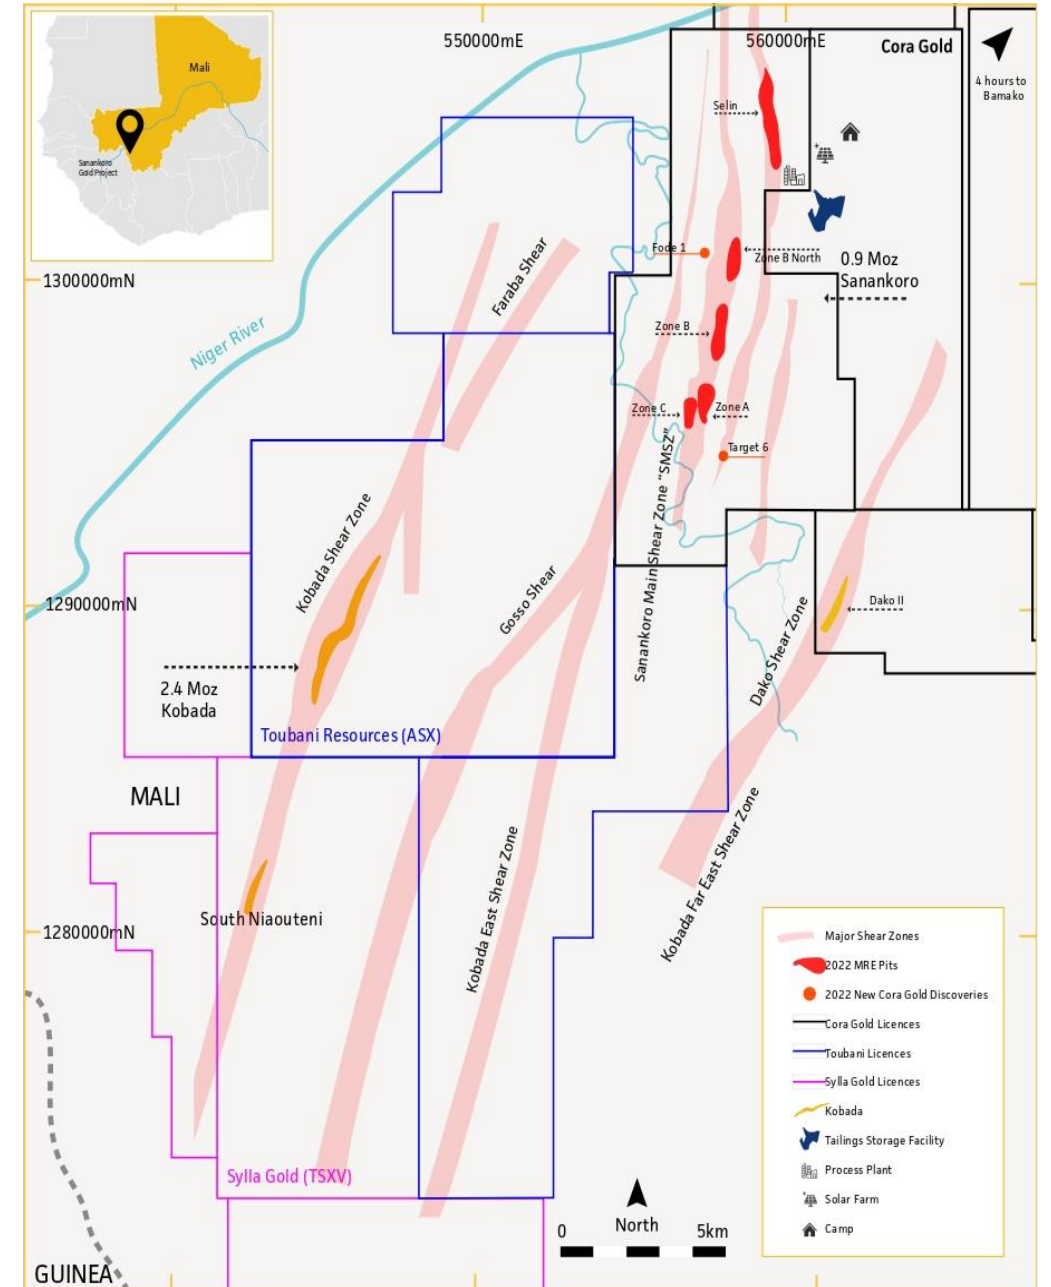 Mali
Sanankoro
Gold Project
550000mE
560000mE
Cora Gold
4 hours to
Bamako
Selin
Fode 1
Zone B North
0.9 Moz
Sanankoro
1300000mN
Faraba Shear
Niger River
Zone B
Zone C
Zone A
Target 6
Sanankoro Main Shear Zone "SMSZ"
Kobada Shear Zone
Gosso Shear
1290000mN
Dako II
Dako Shear Zone
2.4 Moz
Kobada
Toubani Resources (ASX)
MALI
Kobada East Shear Zone
Kobada Far East Shear Zone
South Niaouteni
1280000mN
Major Shear Zones
2022 MRE Pits
2022 New Cora Gold Discoveries
Cora Gold Licences
Toubani Licences
Sylla Gold Licences
Kobada
Tailings Storage Facility
Process Plant
Solar Farm
Camp
Sylla Gold (TSXV)
North
0
5km
GUINEA